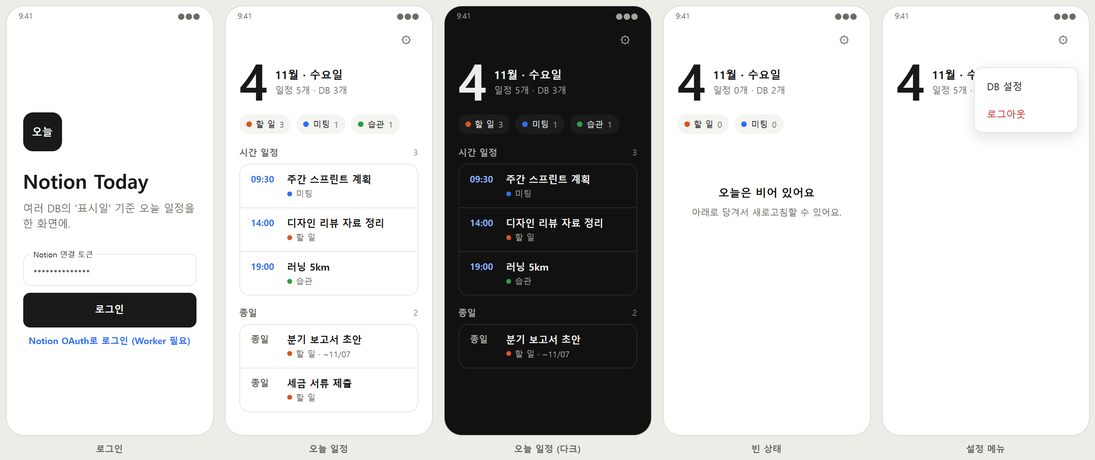 9:41
오늘
Notion Today
여러 DB의 '표시일' 기준 오늘 일정을
한 화면에.
Notion 연결 토큰
••••••••••••••
로그인
Notion OAuth로 로그인 (Worker 필요)
로그인
9:41
4
11월 · 수요일
일정 5개 · DB 3개
할 일 3
미팅 1
습관 1
시간 일정 3
09:30 주간 스프린트 계획
미팅
14:00 디자인 리뷰 자료 정리
할 일
19:00 러닝 5km
습관
종일 2
종일 분기 보고서 초안
할 일 · ~11/07
종일 세금 서류 제출
할 일
오늘 일정
9:41
4
11월 · 수요일
일정 5개 · DB 3개
할 일 3
미팅 1
습관 1
시간 일정 3
09:30 주간 스프린트 계획
미팅
14:00 디자인 리뷰 자료 정리
할 일
19:00 러닝 5km
습관
종일 2
종일 분기 보고서 초안
할 일 · ~11/07
오늘 일정 (다크)
9:41
4
11월 · 수요일
일정 0개 · DB 2개
할 일 0
미팅 0
오늘은 비어 있어요
아래로 당겨서 새로고침할 수 있어요.
빈 상태
9:41
4
11월 · 수
일정 5개
DB 설정
로그아웃
설정 메뉴